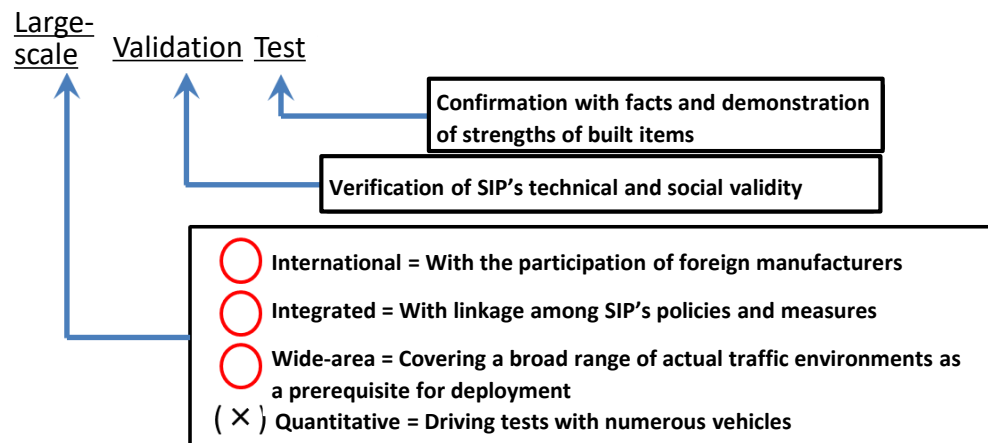 Large-
scale Validation Test
Confirmation with facts and demonstration
of strengths of built items
Verification of SIP's technical and social validity
International = With the participation of foreign manufacturers
Integrated = With linkage among SIP's policies and measures
Wide-area = Covering a broad range of actual traffic environments as
a prerequisite for deployment
(×) Quantitative = Driving tests with numerous vehicles